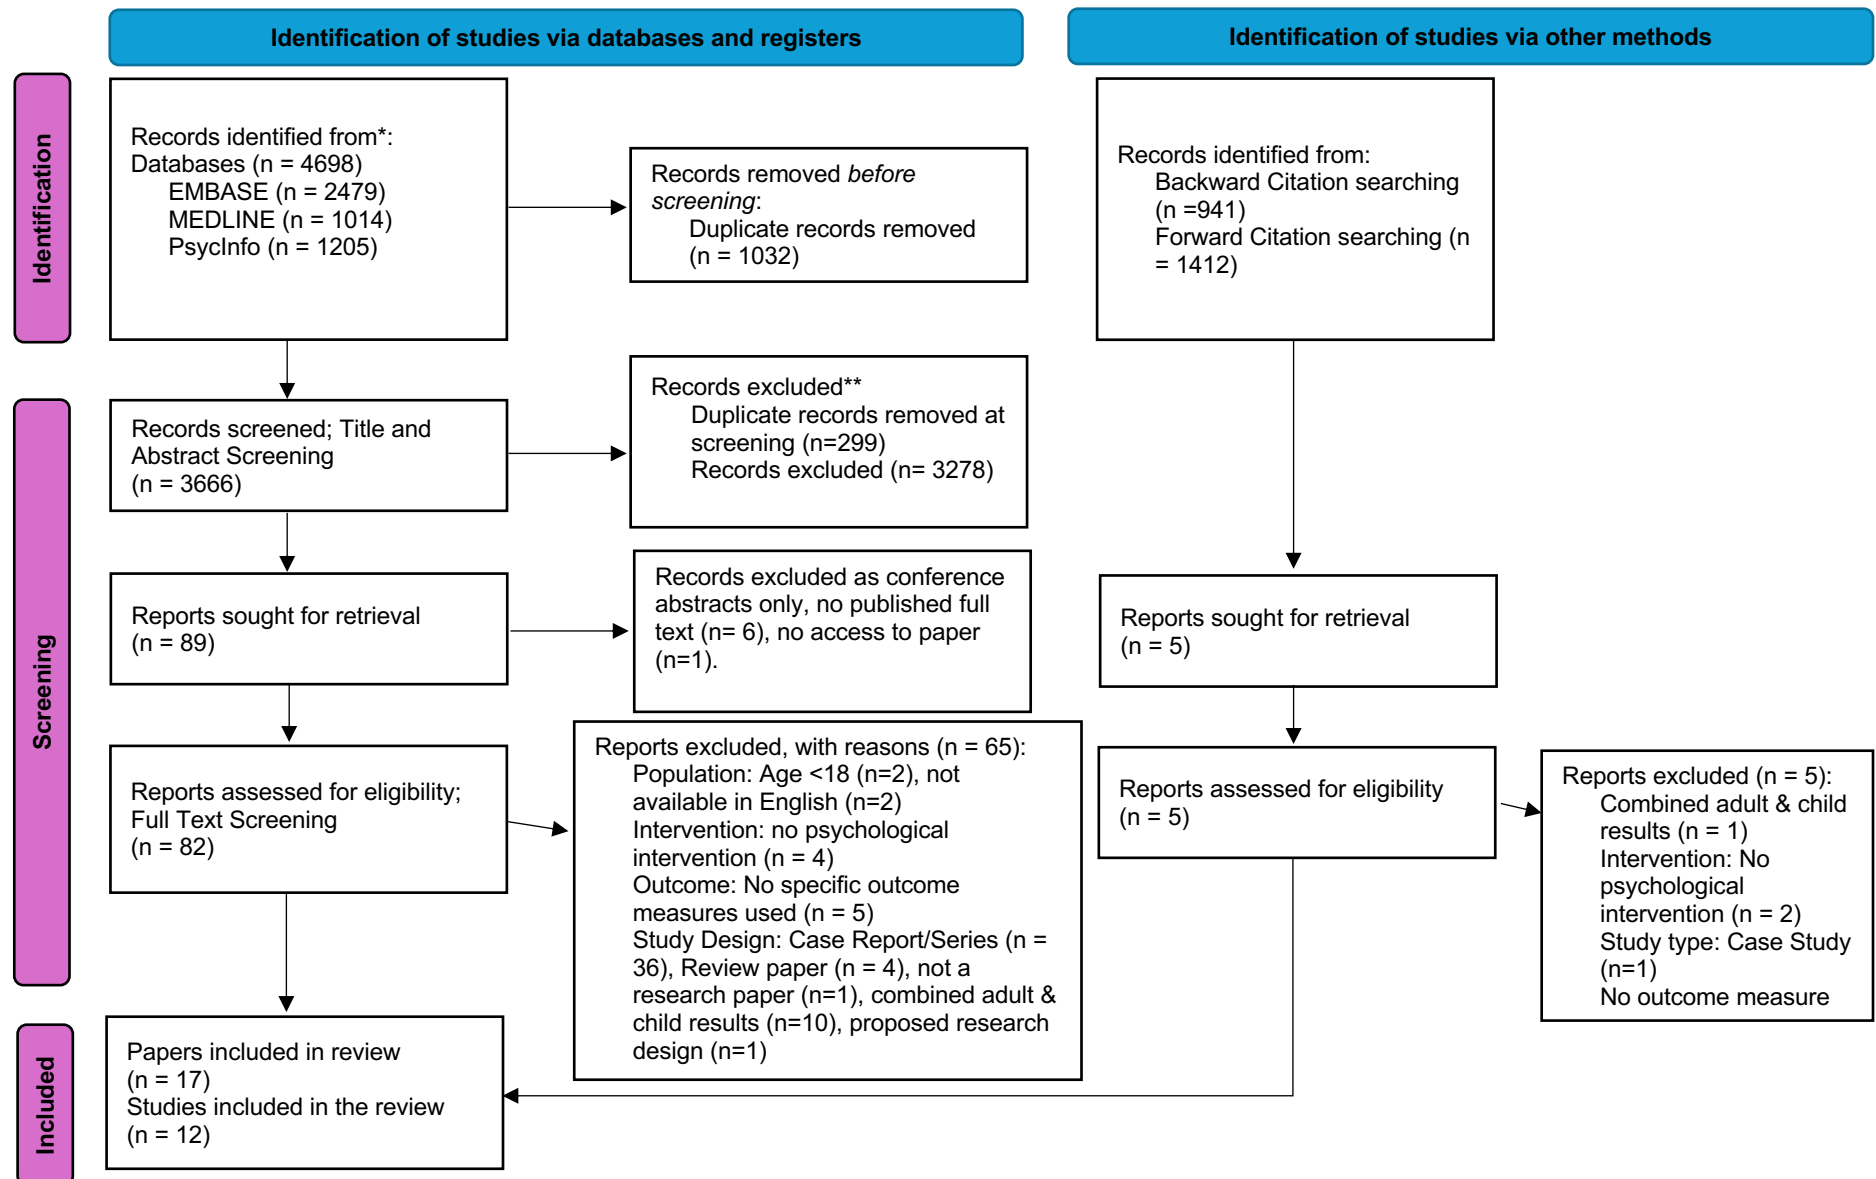 Identification of studies via databases and registers
Identification of studies via other methods
Identification
Records identified from*:
Databases (n = 4698)
EMBASE (n = 2479)
MEDLINE (n = 1014)
PsycInfo (n = 1205)
Records removed before
screening:
Duplicate records removed
(n = 1032)
Records identified from:
Backward Citation searching
(n =941)
Forward Citation searching (n
= 1412)
Screening
Records screened; Title and
Abstract Screening
(n = 3666)
Records excluded**
Duplicate records removed at
screening (n=299)
Records excluded (n= 3278)
Reports sought for retrieval
(n = 89)
Records excluded as conference
abstracts only, no published full
text (n= 6), no access to paper
(n=1).
Reports sought for retrieval
(n = 5)
Reports assessed for eligibility;
Full Text Screening
(n = 82)
Reports excluded, with reasons (n = 65):
Population: Age <18 (n=2), not
available in English (n=2)
Intervention: no psychological
intervention (n = 4)
Outcome: No specific outcome
measures used (n = 5)
Study Design: Case Report/Series (n =
36), Review paper (n = 4), not a
research paper (n=1), combined adult &
child results (n=10), proposed research
design (n=1)
Reports assessed for eligibility
(n = 5)
Reports excluded (n = 5):
Combined adult & child
results (n = 1)
Intervention: No
psychological
intervention (n = 2)
Study type: Case Study
(n=1)
No outcome measure
Included
Papers included in review
(n = 17)
Studies included in the review
(n = 12)